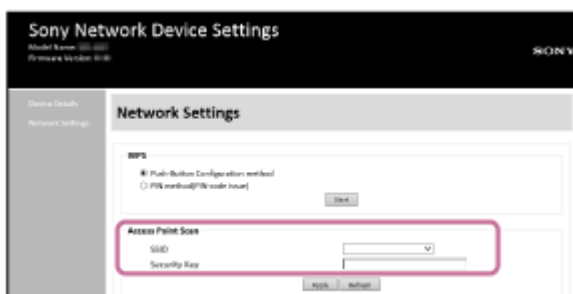 Sony Network Device Settings
Model Name
Firmware Version
SONY
Device Details
Network Settings
Network Settings
WPS
Push-Button Configuration method
PIN method(PIN code issue)
Start
Access Point Scan
SSID
Security Key
Apply Refresh